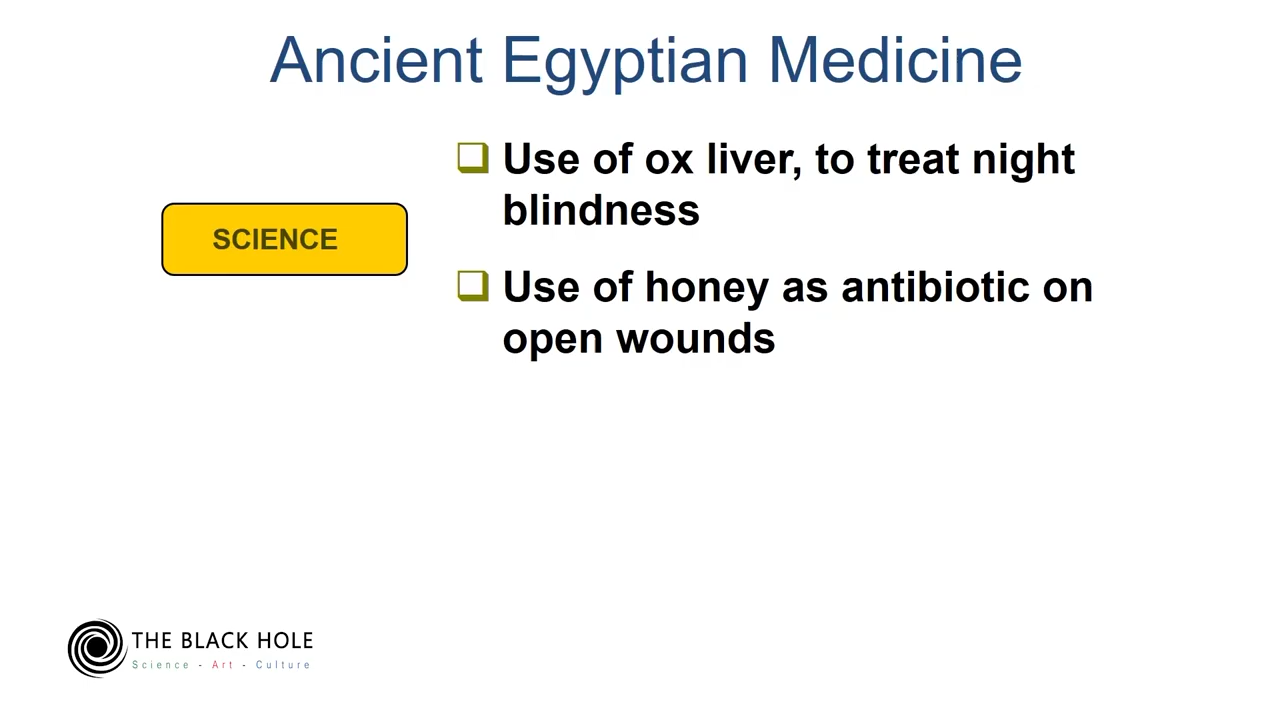 Ancient Egyptian Medicine
SCIENCE
Use of ox liver, to treat night
blindness
Use of honey as antibiotic on
open wounds
THE BLACK HOLE
Science - Art - Culture